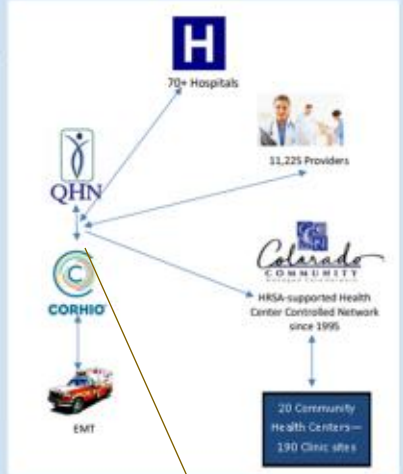 H
70+ Hospitals
11,225 Providers
QHN
Colorado
COMMUNITY
HRSA-supported Health
Center Controlled Network
since 1995
CORHIO
EMT
20 Community
Health Centers—
190 Clinic sites